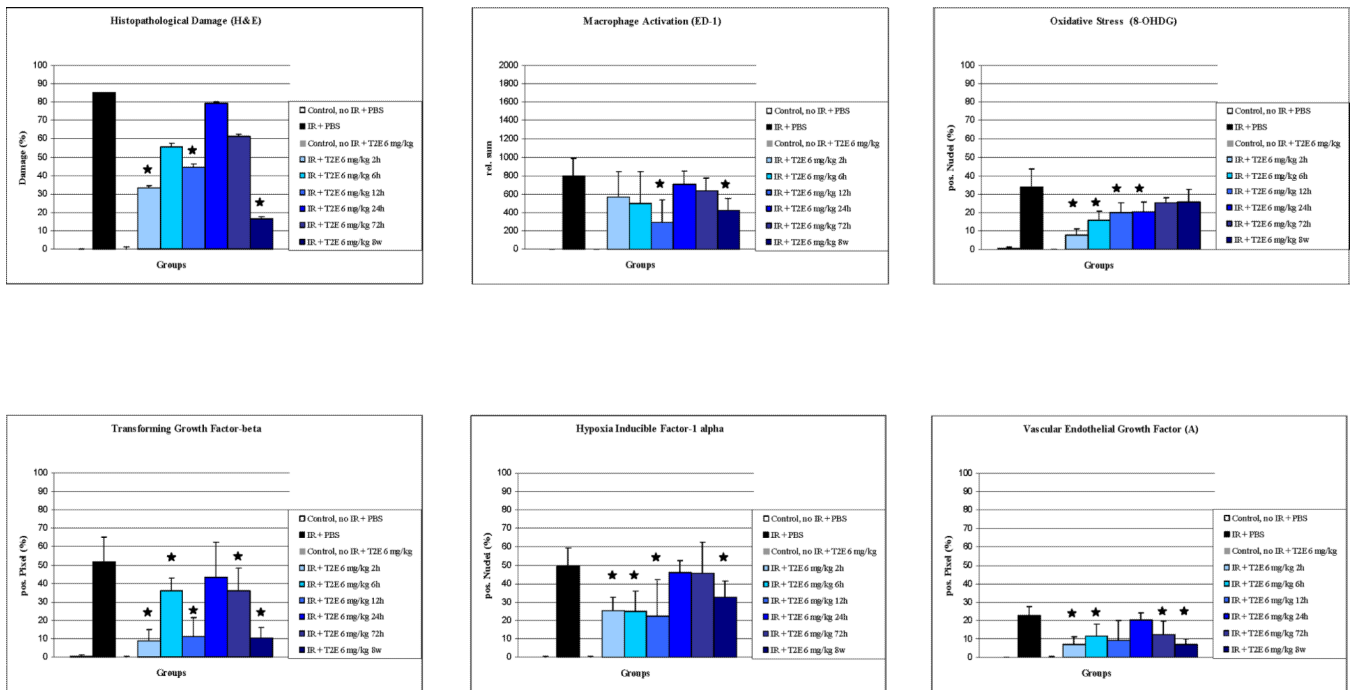 Histopathological Damage (H&E)
Damage (%)
100
90
80
70
60
50
40
30
20
10
0
Groups
Control, no IR + PBS
IR + PBS
Control, no IR + T2E 6 mg/kg
IR + T2E 6 mg/kg 2h
IR + T2E 6 mg/kg 6h
IR + T2E 6 mg/kg 12h
IR + T2E 6 mg/kg 24h
IR + T2E 6 mg/kg 72h
IR + T2E 6 mg/kg 8w
Macrophage Activation (ED-1)
rel. sum
2000
1800
1600
1400
1200
1000
800
600
400
200
0
Groups
Control, no IR + PBS
IR + PBS
Control, no IR + T2E 6 mg/kg
IR + T2E 6 mg/kg 2h
IR + T2E 6 mg/kg 6h
IR + T2E 6 mg/kg 12h
IR + T2E 6 mg/kg 24h
IR + T2E 6 mg/kg 72h
IR + T2E 6 mg/kg 8w
Oxidative Stress (8-OHDG)
pos. Nuclei (%)
100
90
80
70
60
50
40
30
20
10
0
Groups
Control, no IR + PBS
IR + PBS
Control, no IR + T2E 6 mg/kg
IR + T2E 6 mg/kg 2h
IR + T2E 6 mg/kg 6h
IR + T2E 6 mg/kg 12h
IR + T2E 6 mg/kg 24h
IR + T2E 6 mg/kg 72h
IR + T2E 6 mg/kg 8w
Transforming Growth Factor-beta
pos. Pixel (%)
100
90
80
70
60
50
40
30
20
10
0
Groups
Control, no IR + PBS
IR + PBS
Control, no IR + T2E 6 mg/kg
IR + T2E 6 mg/kg 2h
IR + T2E 6 mg/kg 6h
IR + T2E 6 mg/kg 12h
IR + T2E 6 mg/kg 24h
IR + T2E 6 mg/kg 72h
IR + T2E 6 mg/kg 8w
Hypoxia Inducible Factor-1 alpha
pos. Nuclei (%)
100
90
80
70
60
50
40
30
20
10
0
Groups
Control, no IR + PBS
IR + PBS
Control, no IR + T2E 6 mg/kg
IR + T2E 6 mg/kg 2h
IR + T2E 6 mg/kg 6h
IR + T2E 6 mg/kg 12h
IR + T2E 6 mg/kg 24h
IR + T2E 6 mg/kg 72h
IR + T2E 6 mg/kg 8w
Vascular Endothelial Growth Factor (A)
pos. Pixel (%)
100
90
80
70
60
50
40
30
20
10
0
Groups
Control, no IR + PBS
IR + PBS
Control, no IR + T2E 6 mg/kg
IR + T2E 6 mg/kg 2h
IR + T2E 6 mg/kg 6h
IR + T2E 6 mg/kg 12h
IR + T2E 6 mg/kg 24h
IR + T2E 6 mg/kg 72h
IR + T2E 6 mg/kg 8w